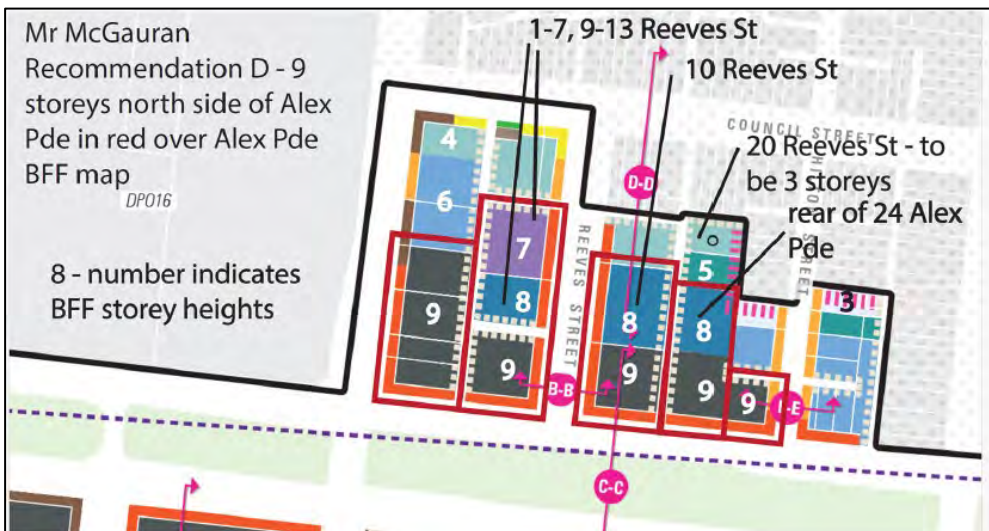 Mr McGauran
Recommendation D - 9
storeys north side of Alex
Pde in red over Alex Pde
BFF map
DPO16
8 - number indicates
BFF storey heights
1-7, 9-13 Reeves St
10 Reeves St
COUNCIL STREET
20 Reeves St - to
be 3 storeys
rear of 24 Alex
Pde
REEVES STREET
STREET
D-D
4
6
7
5
3
8
8
8
9
9
9
9
9
B-B
C-C